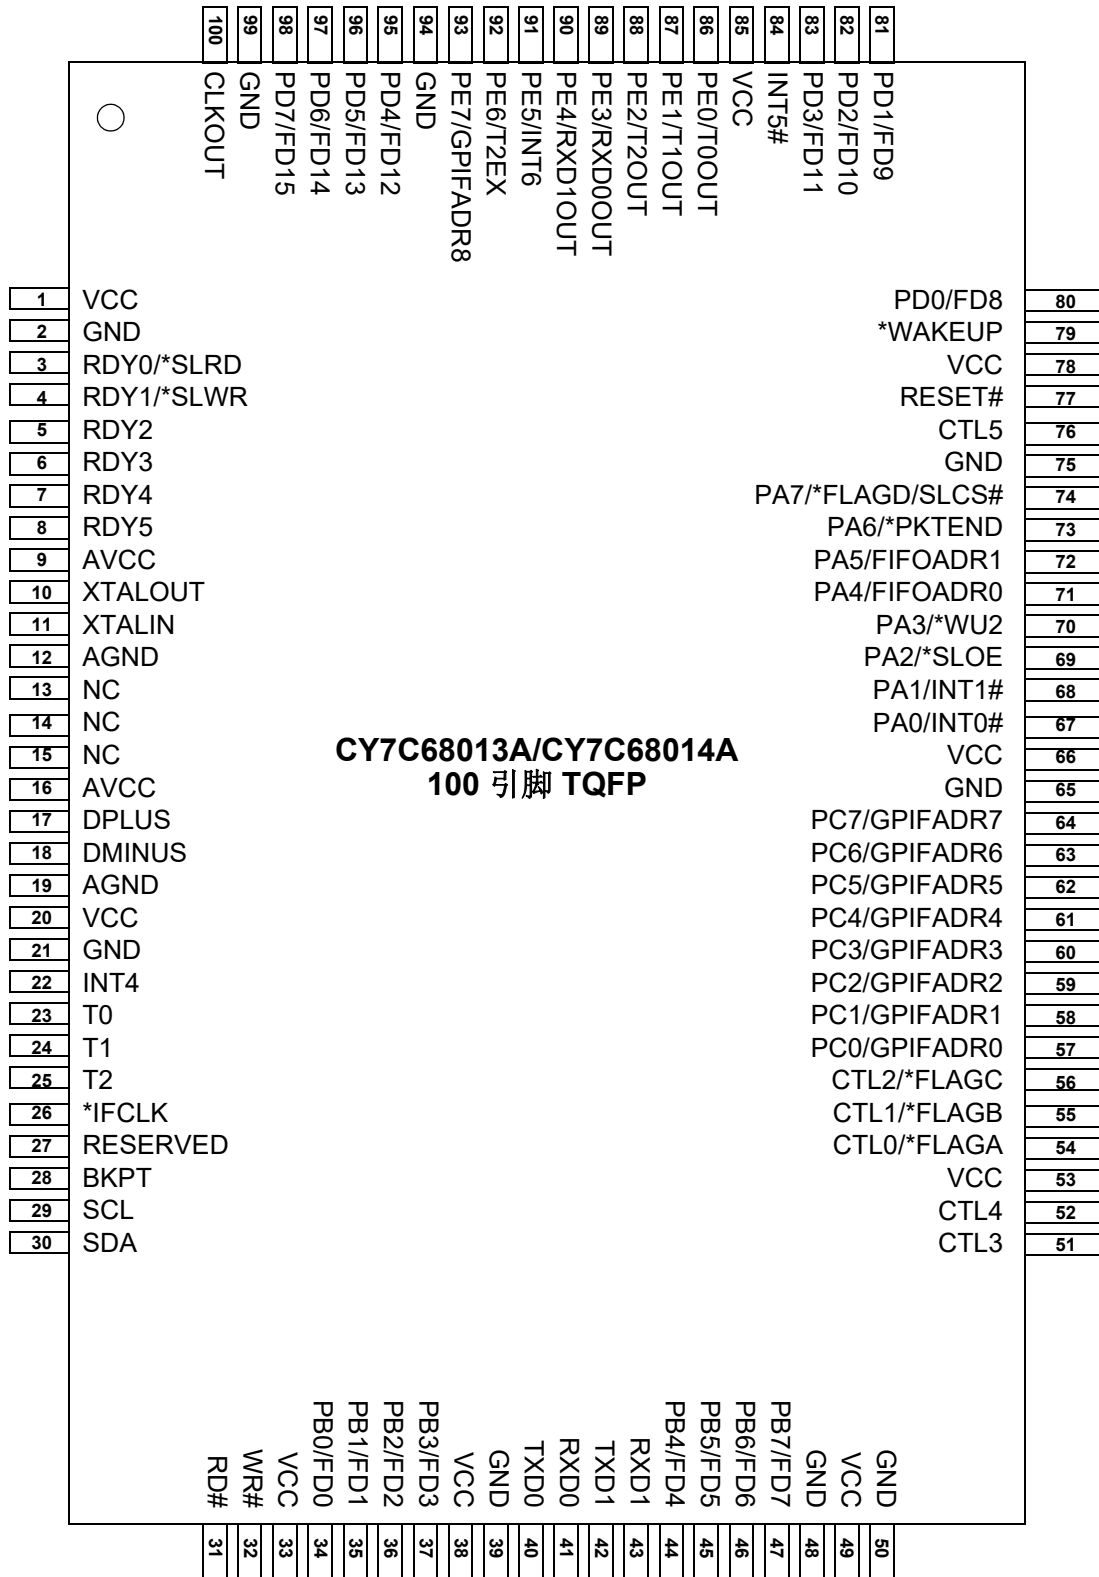 100
99
98
97
96
95
94
93
92
91
90
89
88
87
86
85
84
83
82
81
CLKOUT
GND
PD7/FD15
PD6/FD14
PD5/FD13
PD4/FD12
GND
PE7/GPIFADR8
PE6/T2EX
PE5/INT6
PE4/RXD1OUT
PE3/RXD0OUT
PE2/T2OUT
PE1/T1OUT
PE0/T0OUT
VCC
INT5#
PD3/FD11
PD2/FD10
PD1/FD9
1 VCC
2 GND
3 RDY0/*SLRD
4 RDY1/*SLWR
5 RDY2
6 RDY3
7 RDY4
8 RDY5
9 AVCC
10 XTALOUT
11 XTALIN
12 AGND
13 NC
14 NC
15 NC
16 AVCC
17 DPLUS
18 DMINUS
19 AGND
20 VCC
21 GND
22 INT4
23 T0
24 T1
25 T2
26 *IFCLK
27 RESERVED
28 BKPT
29 SCL
30 SDA
CY7C68013A/CY7C68014A
100 引脚 TQFP
PD0/FD8 80
*WAKEUP 79
VCC 78
RESET# 77
CTL5 76
GND 75
PA7/*FLAGD/SLCS# 74
PA6/*PKTEND 73
PA5/FIFOADR1 72
PA4/FIFOADR0 71
PA3/*WU2 70
PA2/*SLOE 69
PA1/INT1# 68
PA0/INT0# 67
VCC 66
GND 65
PC7/GPIFADR7 64
PC6/GPIFADR6 63
PC5/GPIFADR5 62
PC4/GPIFADR4 61
PC3/GPIFADR3 60
PC2/GPIFADR2 59
PC1/GPIFADR1 58
PC0/GPIFADR0 57
CTL2/*FLAGC 56
CTL1/*FLAGB 55
CTL0/*FLAGA 54
VCC 53
CTL4 52
CTL3 51
RD#
WR#
VCC
PB0/FD0
PB1/FD1
PB2/FD2
PB3/FD3
VCC
GND
TXD0
RXD0
TXD1
RXD1
PB4/FD4
PB5/FD5
PB6/FD6
PB7/FD7
GND
VCC
GND
31
32
33
34
35
36
37
38
39
40
41
42
43
44
45
46
47
48
49
50